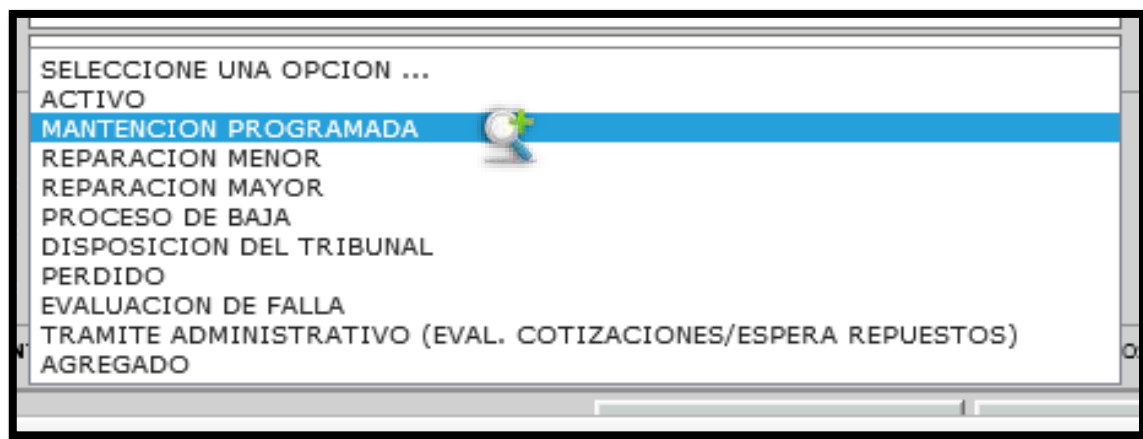 SELECCIONE UNA OPCION ...
ACTIVO
MANTENCION PROGRAMADA
REPARACION MENOR
REPARACION MAYOR
PROCESO DE BAJA
DISPOSICION DEL TRIBUNAL
PERDIDO
EVALUACION DE FALLA
TRAMITE ADMINISTRATIVO (EVAL. COTIZACIONES/ESPERA REPUESTOS)
AGREGADO